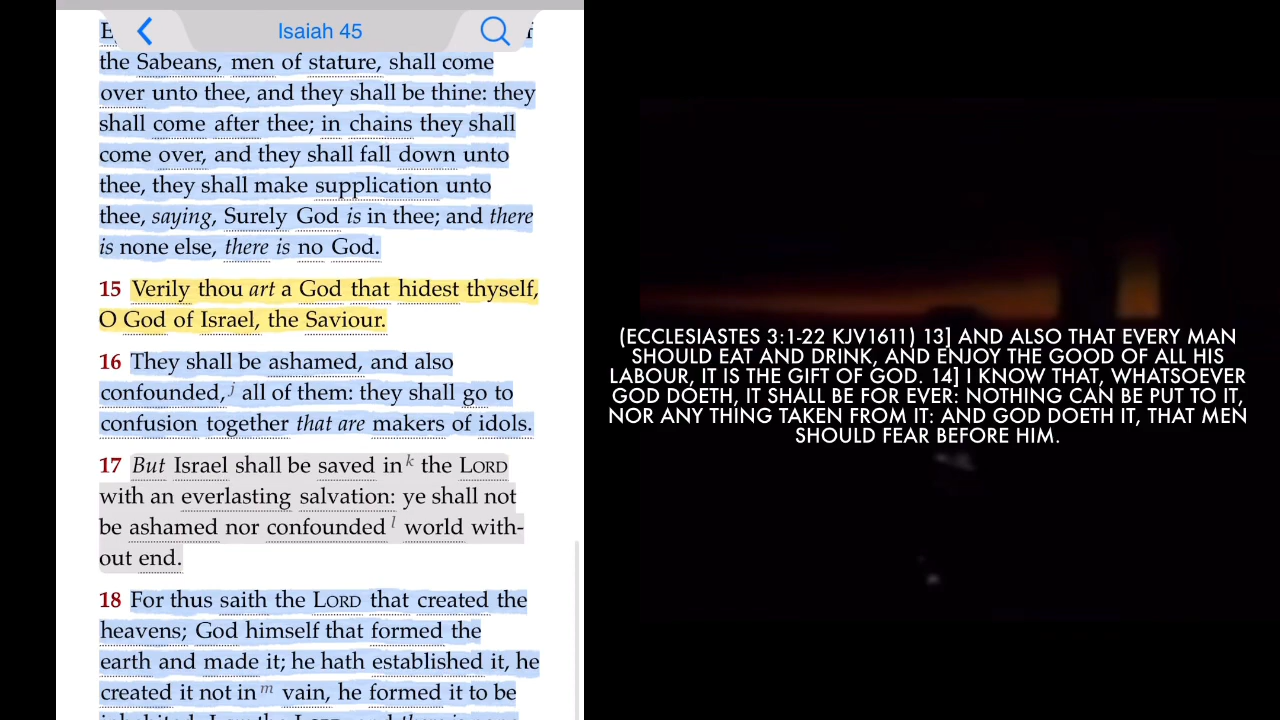 Isaiah 45
the Sabeans, men of stature, shall come
over unto thee, and they shall be thine: they
shall come after thee; in chains they shall
come over, and they shall fall down unto
thee, they shall make supplication unto
thee, saying, Surely God is in thee; and there
is none else, there is no God.
15 Verily thou art a God that hidest thyself,
O God of Israel, the Saviour.
16 They shall be ashamed, and also
confounded, j all of them: they shall go to
confusion together that are makers of idols.
17 But Israel shall be saved in k the LORD
with an everlasting salvation: ye shall not
be ashamed nor confounded l world with-
out end.
18 For thus saith the LORD that created the
heavens; God himself that formed the
earth and made it; he hath established it, he
created it not in m vain, he formed it to be
(ECCLESIASTES 3:1-22 KJV1611) 13] AND ALSO THAT EVERY MAN
SHOULD EAT AND DRINK, AND ENJOY THE GOOD OF ALL HIS
LABOUR, IT IS THE GIFT OF GOD. 14] I KNOW THAT, WHATSOEVER
GOD DOETH, IT SHALL BE FOR EVER: NOTHING CAN BE PUT TO IT,
NOR ANY THING TAKEN FROM IT: AND GOD DOETH IT, THAT MEN
SHOULD FEAR BEFORE HIM.